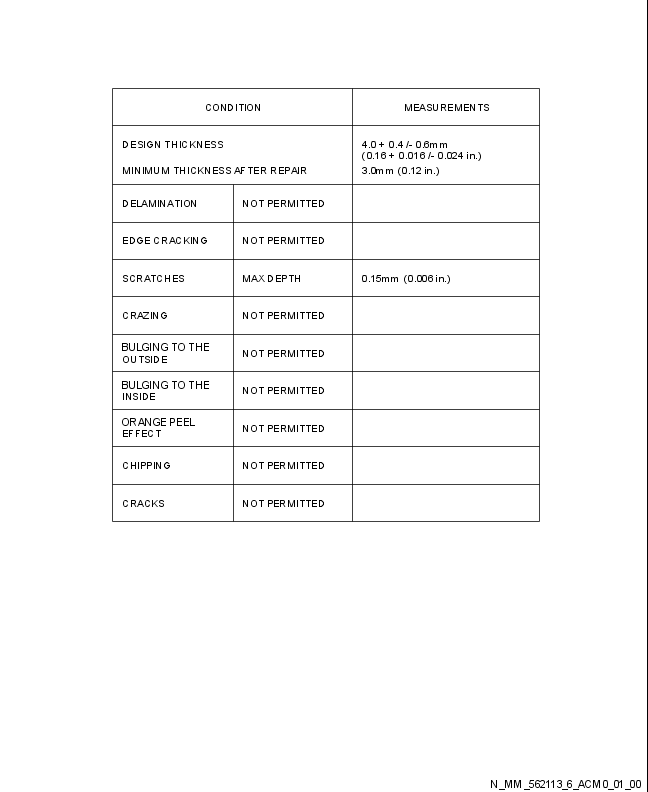 CONDITION MEASUREMENTS
DESIGN THICKNESS 4.0 + 0.4 /- 0.6mm
(0.16 + 0.016 /- 0.024 in.)
MINIMUM THICKNESS AFTER REPAIR 3.0mm (0.12 in.)
DELAMINATION NOT PERMITTED
EDGE CRACKING NOT PERMITTED
SCRATCHES MAX DEPTH 0.15mm (0.006 in.)
CRAZING NOT PERMITTED
BULGING TO THE
OUTSIDE NOT PERMITTED
BULGING TO THE
INSIDE NOT PERMITTED
ORANGE PEEL
EFFECT NOT PERMITTED
CHIPPING NOT PERMITTED
CRACKS NOT PERMITTED
N_MM_562113_6_ACM0_01_00